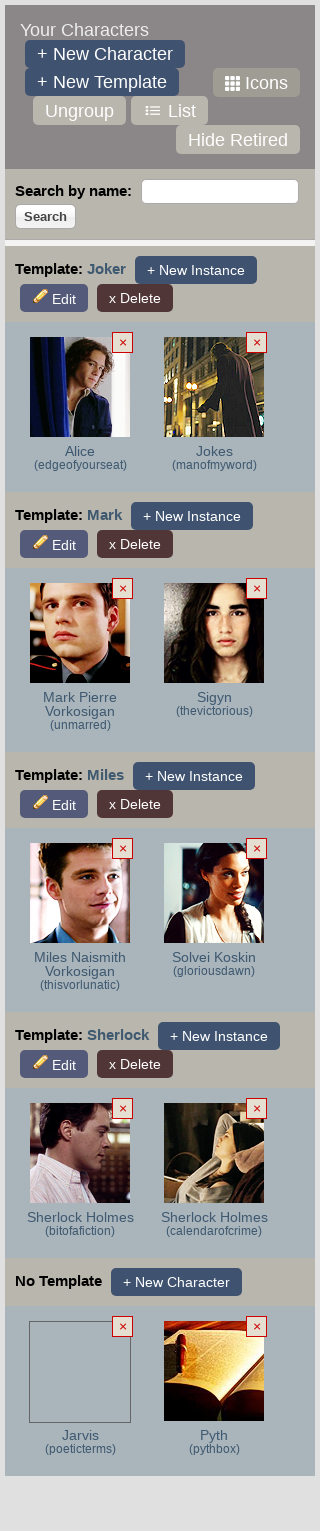 Your Characters
+ New Character
+ New Template
Icons
Ungroup
List
Hide Retired
Search by name:
Search
Template: Joker + New Instance
Edit x Delete
× ×
Alice Jokes
(edgeofyourseat) (manofmyword)
Template: Mark + New Instance
Edit x Delete
× ×
Mark Pierre Sigyn
Vorkosigan (thevictorious)
(unmarred)
Template: Miles + New Instance
Edit x Delete
× ×
Miles Naismith Solvei Koskin
Vorkosigan (gloriousdawn)
(thisvorlunatic)
Template: Sherlock + New Instance
Edit x Delete
× ×
Sherlock Holmes Sherlock Holmes
(bitofafiction) (calendarofcrime)
No Template + New Character
× ×
Jarvis Pyth
(poeticterms) (pythbox)